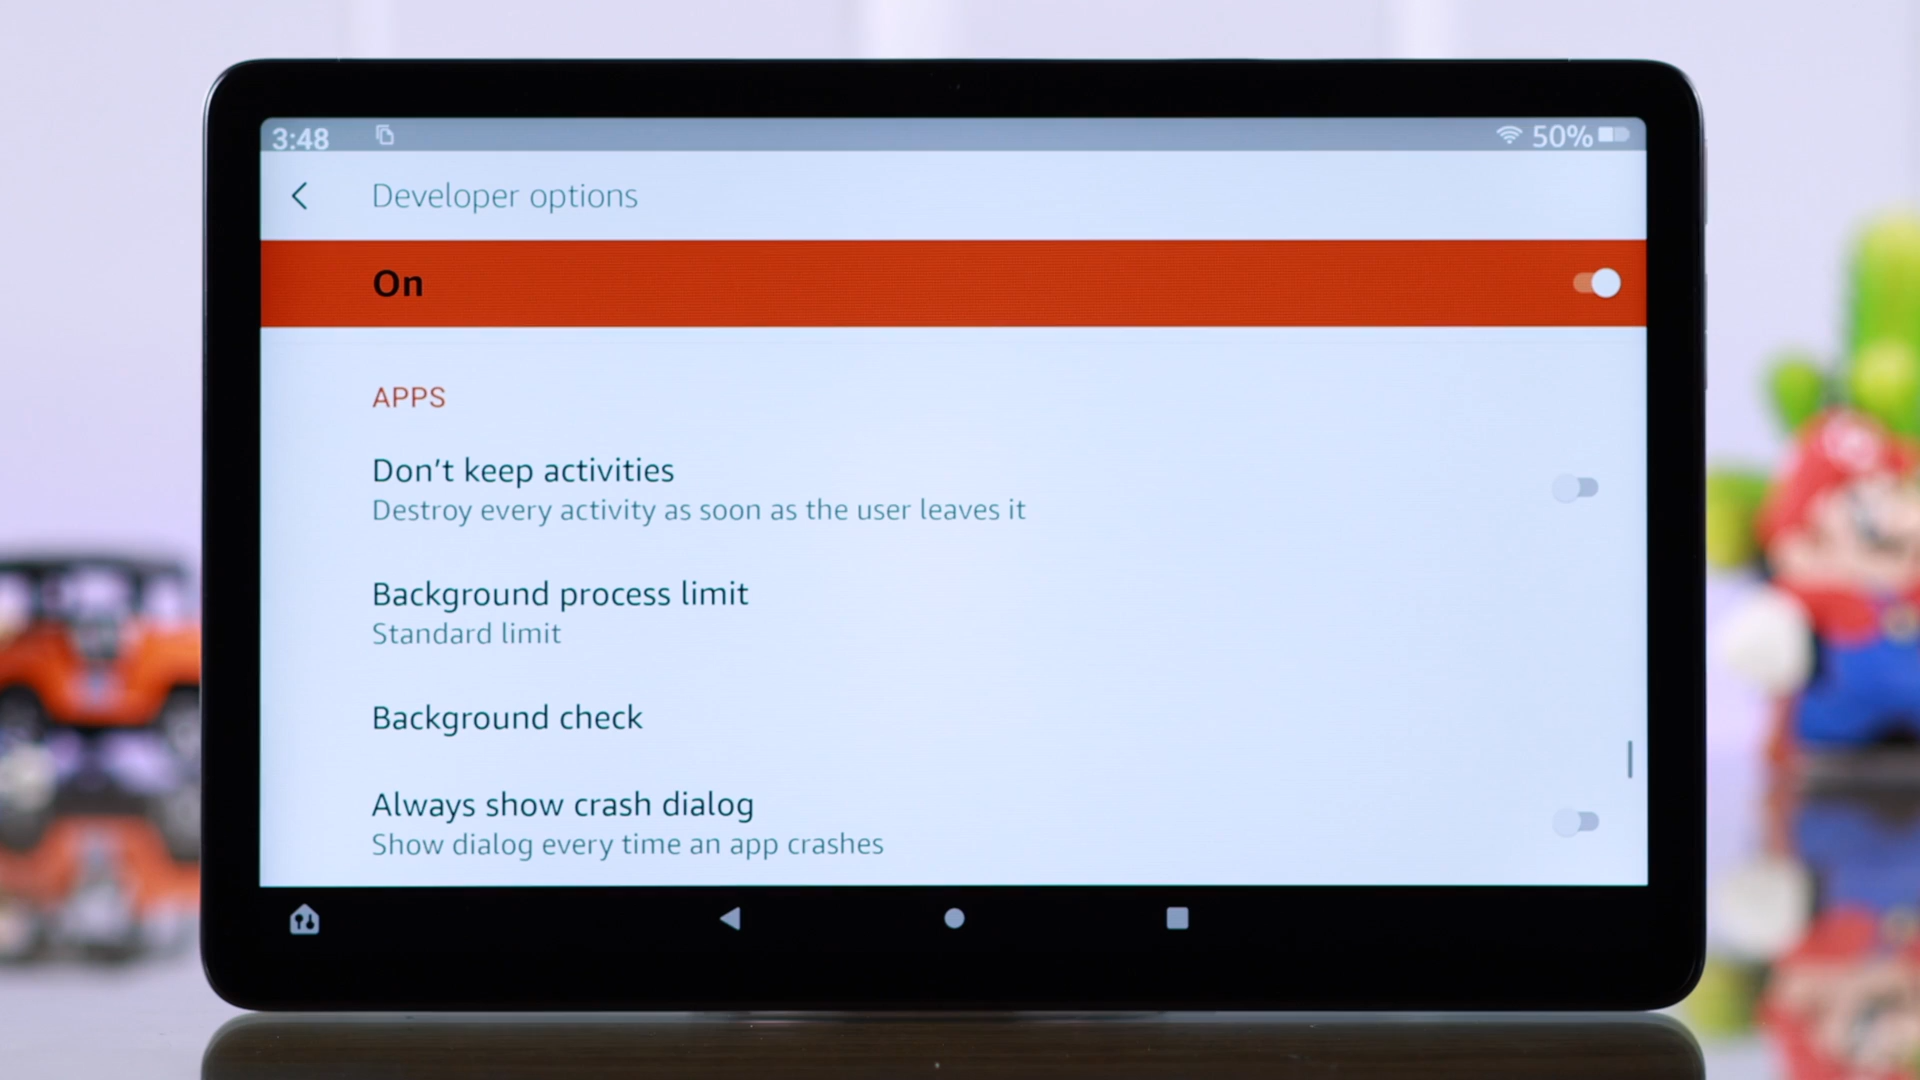 3:48
50%
Developer options
On
APPS
Don't keep activities
Destroy every activity as soon as the user leaves it
Background process limit
Standard limit
Background check
Always show crash dialog
Show dialog every time an app crashes